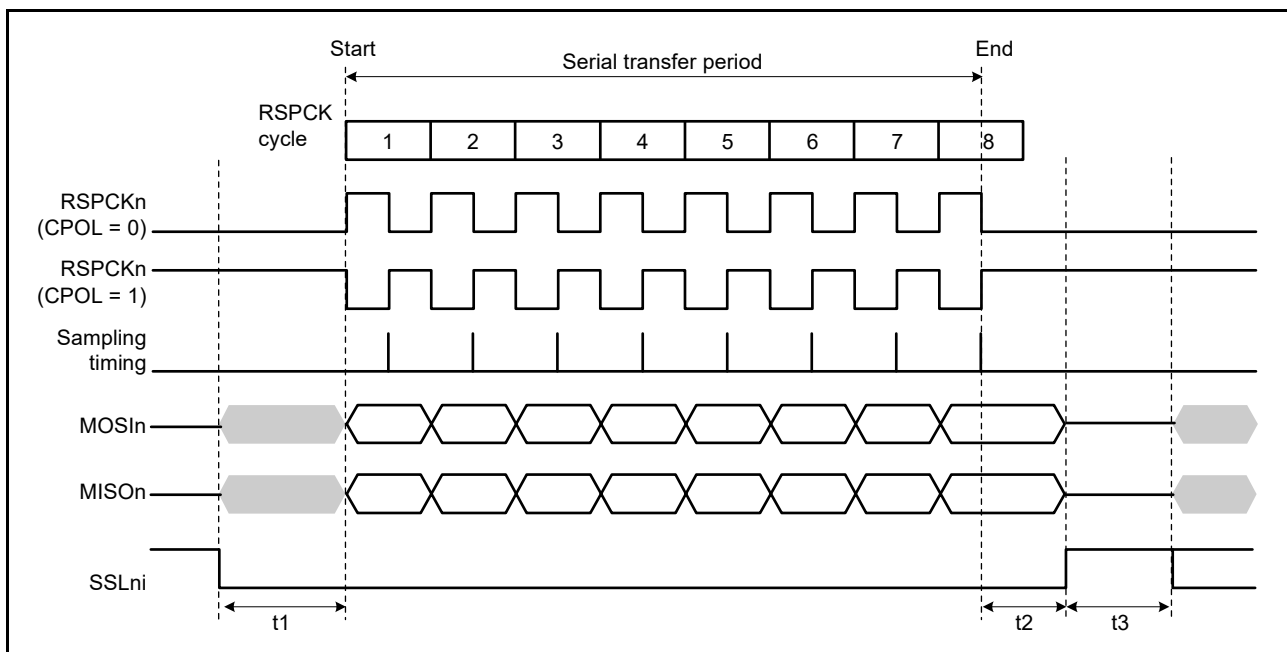 Start
End
Serial transfer period
RSPCK
cycle
1 2 3 4 5 6 7 8
RSPCKn
(CPOL = 0)
RSPCKn
(CPOL = 1)
Sampling
timing
MOSIn
MISOn
SSLni
t1
t2
t3